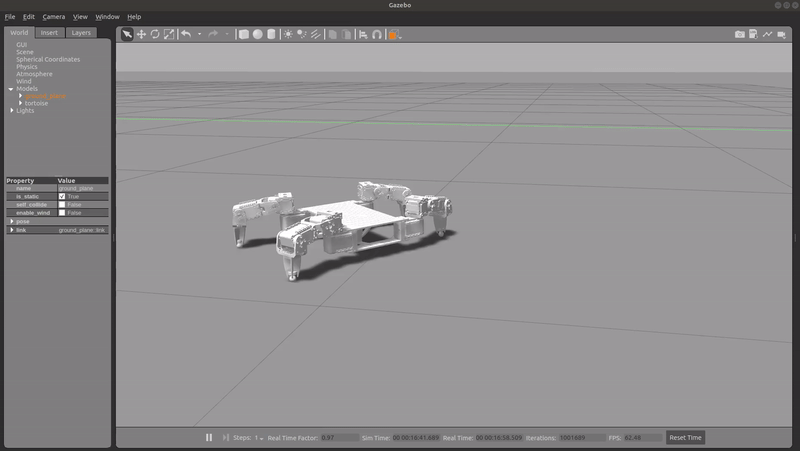 Gazebo
File Edit Camera View Window Help
World Insert Layers
GUI
Scene
Spherical Coordinates
Physics
Atmosphere
Wind
Models
ground_plane
tortoise
Lights
Property Value
name ground_plane
is_static True
self_collide False
enable_wind False
pose
link ground_plane::link
Steps: 1 Real Time Factor: 0.97 Sim Time: 00 00:16:41.689 Real Time: 00 00:16:58.509 Iterations: 1001689 FPS: 62.48 Reset Time